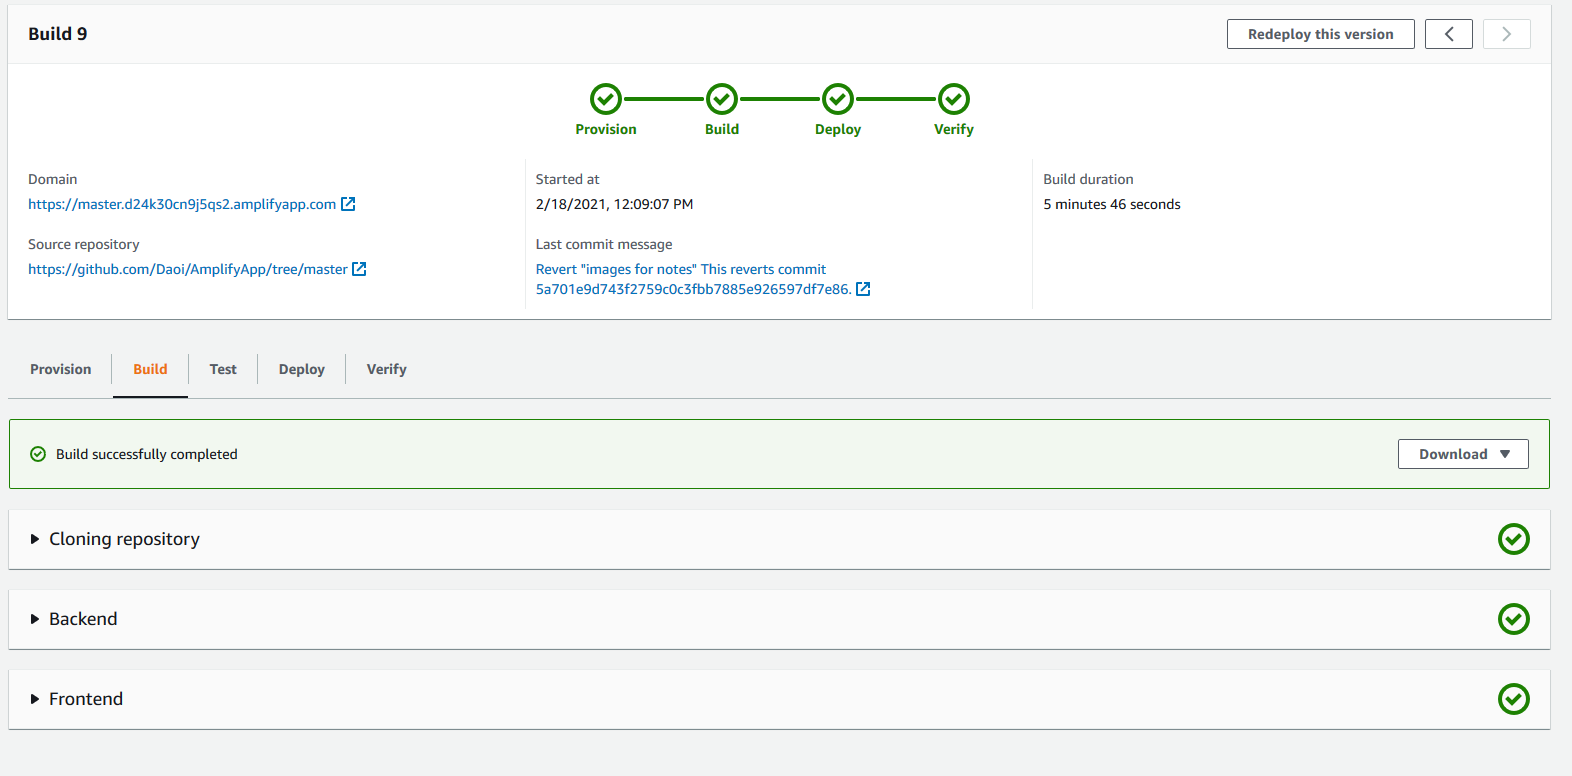 Build 9
Redeploy this version
Provision
Build
Deploy
Verify
Domain
https://master.d24k30cn9j5qs2.amplifyapp.com
Source repository
https://github.com/Daoi/AmplifyApp/tree/master
Started at
2/18/2021, 12:09:07 PM
Last commit message
Revert "images for notes" This reverts commit
5a701e9d743f2759c0c3fbb7885e926597df7e86.
Build duration
5 minutes 46 seconds
Provision
Build
Test
Deploy
Verify
Build successfully completed
Download
Cloning repository
Backend
Frontend